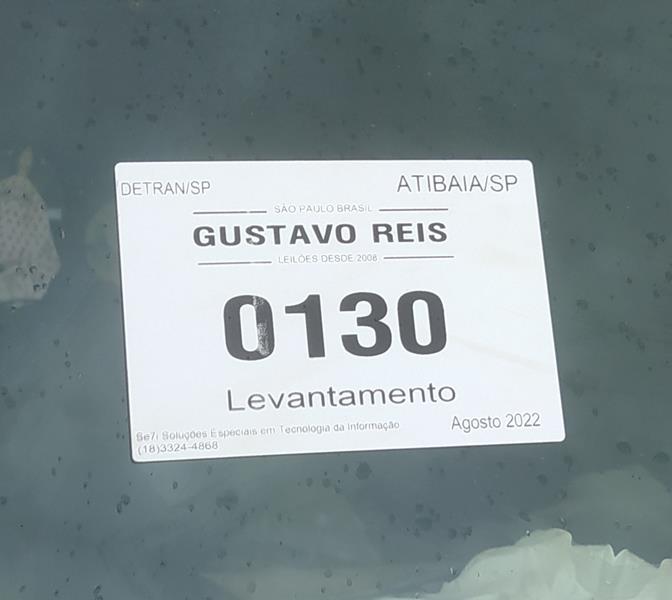 DETRAN/SP
ATIBAIA/SP
SÃO PAULO BRASIL
GUSTAVO REIS
LEILÕES DESDE 2008
0130
Levantamento
Se7i Soluções Especiais em Tecnologia da Informação
(18)3324-4868
Agosto 2022